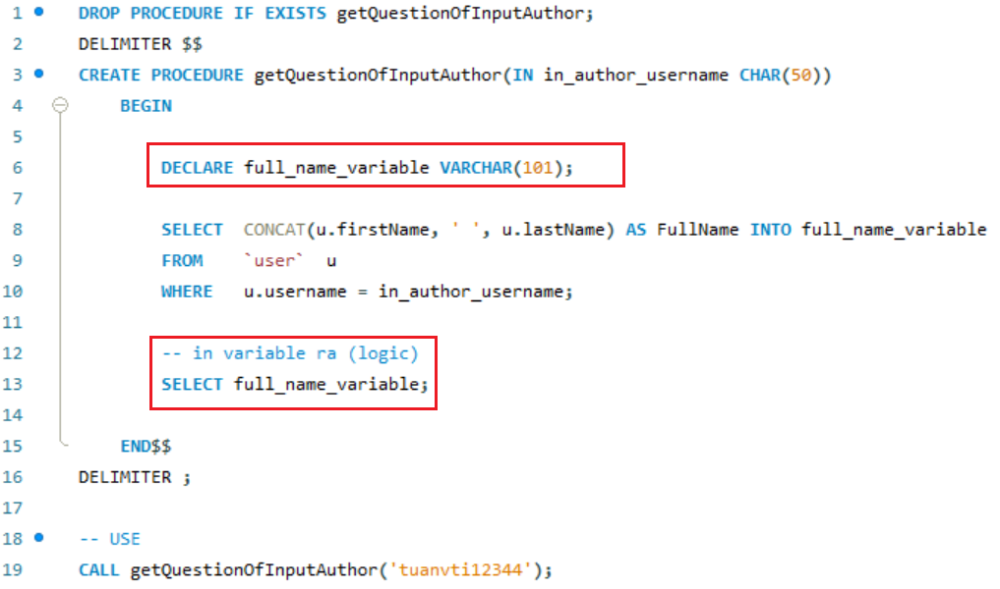 1 DROP PROCEDURE IF EXISTS getQuestionOfInputAuthor;
2 DELIMITER $$
3 CREATE PROCEDURE getQuestionOfInputAuthor(IN in_author_username CHAR(50))
4 BEGIN
5
6 DECLARE full_name_variable VARCHAR(101);
7
8 SELECT CONCAT(u.firstName, ' ', u.lastName) AS FullName INTO full_name_variable
9 FROM `user` u
10 WHERE u.username = in_author_username;
11
12 -- in variable ra (logic)
13 SELECT full_name_variable;
14
15 END$$
16 DELIMITER ;
17
18 -- USE
19 CALL getQuestionOfInputAuthor('tuanvti12344');